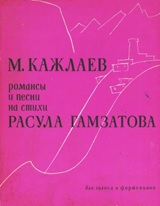 М. КАЖЛАЕВ
романсы
и песни
на стихи
РАСУЛА ГАМЗАТОВА
для голоса и фортепиано